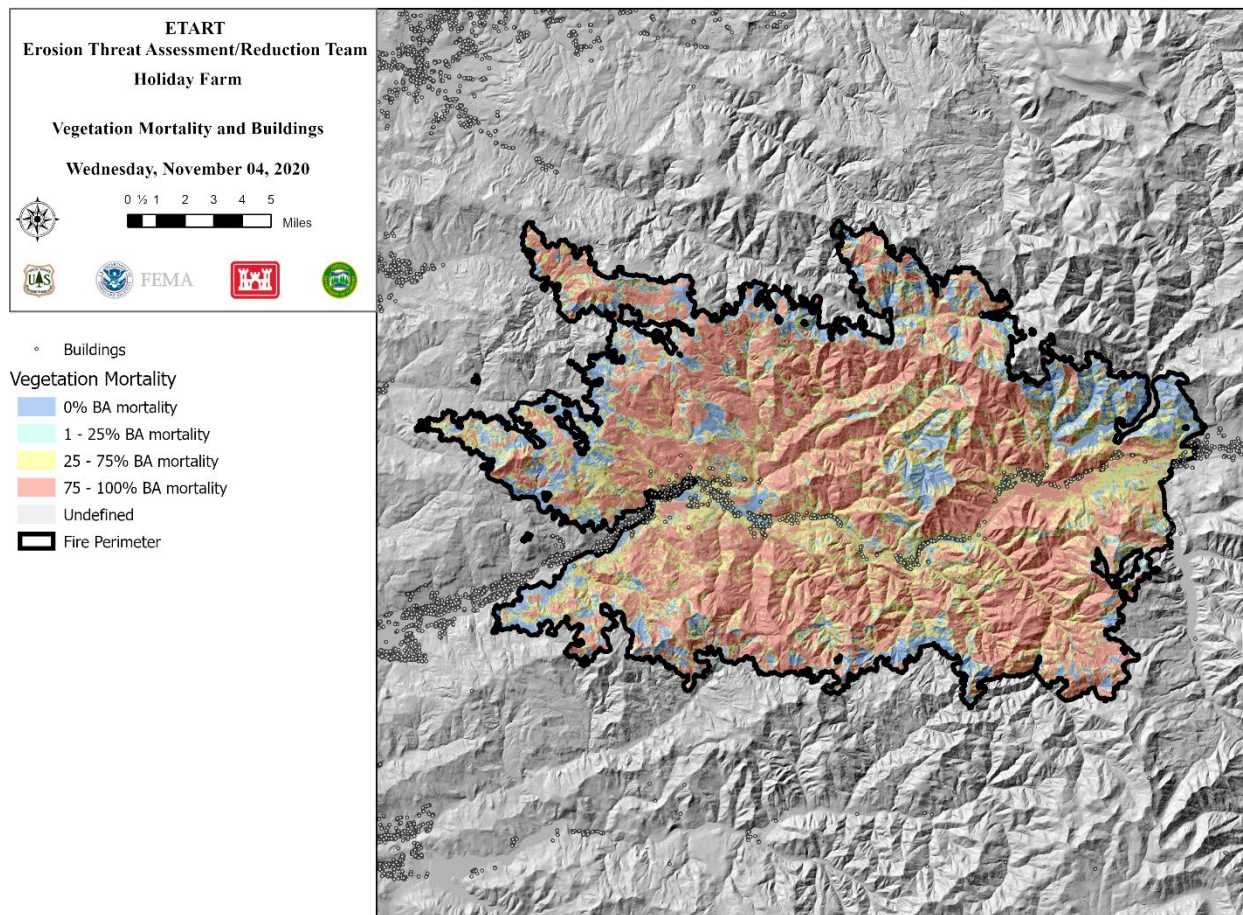 ETART
Erosion Threat Assessment/Reduction Team
Holiday Farm
Vegetation Mortality and Buildings
Wednesday, November 04, 2020
0 ½ 1 2 3 4 5
Miles
UAS
FEMA
Buildings
Vegetation Mortality
0% BA mortality
1 - 25% BA mortality
25 - 75% BA mortality
75 - 100% BA mortality
Undefined
Fire Perimeter